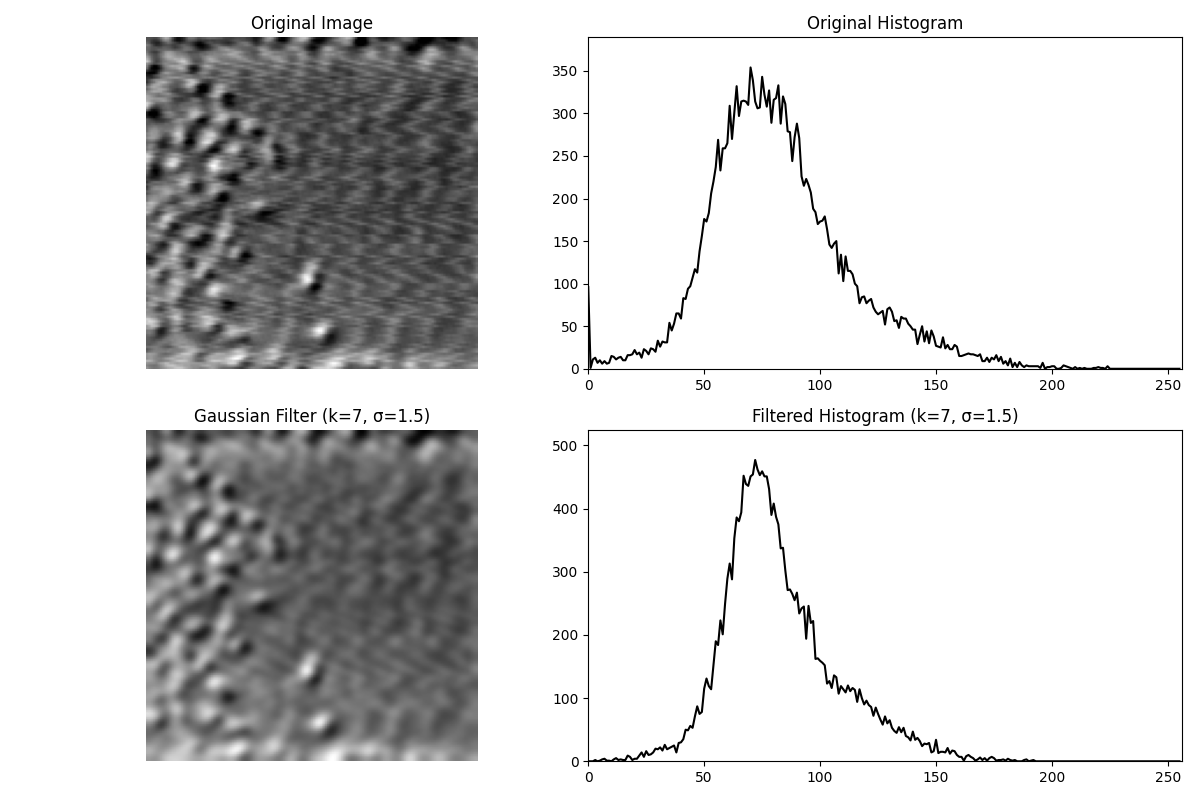 Original Image
Original Histogram
350
300
250
200
150
100
50
0
0 50 100 150 200 250
Gaussian Filter (k=7, σ=1.5)
Filtered Histogram (k=7, σ=1.5)
500
400
300
200
100
0
0 50 100 150 200 250